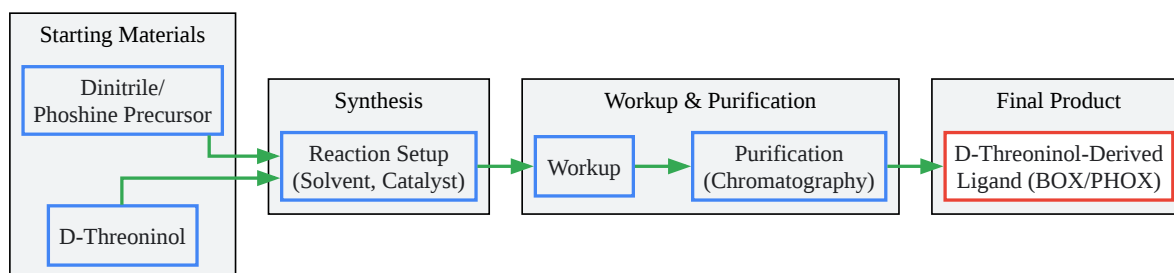 Starting Materials
Dinitrile/
Phoshine Precursor
D-Threoninol
Synthesis
Reaction Setup
(Solvent, Catalyst)
Workup & Purification
Workup
Purification
(Chromatography)
Final Product
D-Threoninol-Derived
Ligand (BOX/PHOX)